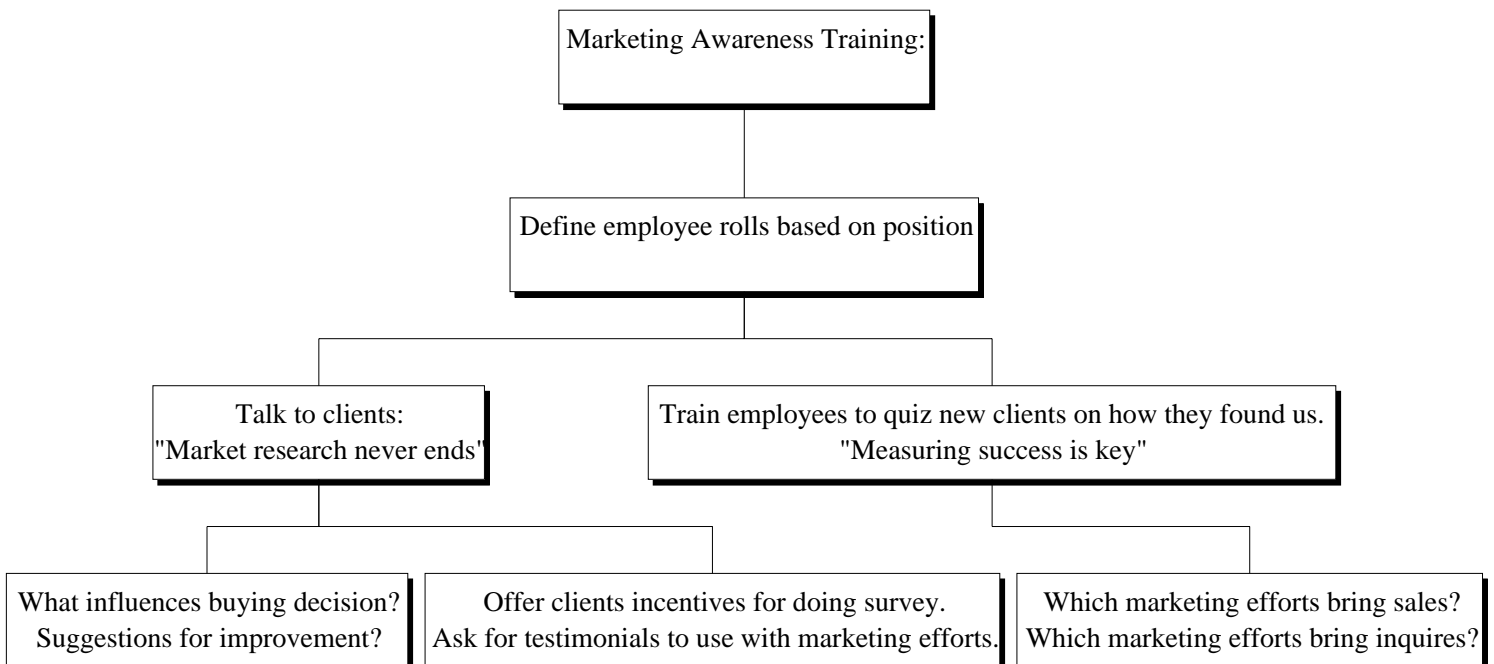 Marketing Awareness Training:
Define employee rolls based on position
Talk to clients:
"Market research never ends"
Train employees to quiz new clients on how they found us.
"Measuring success is key"
What influences buying decision?
Suggestions for improvement?
Offer clients incentives for doing survey.
Ask for testimonials to use with marketing efforts.
Which marketing efforts bring sales?
Which marketing efforts bring inquires?